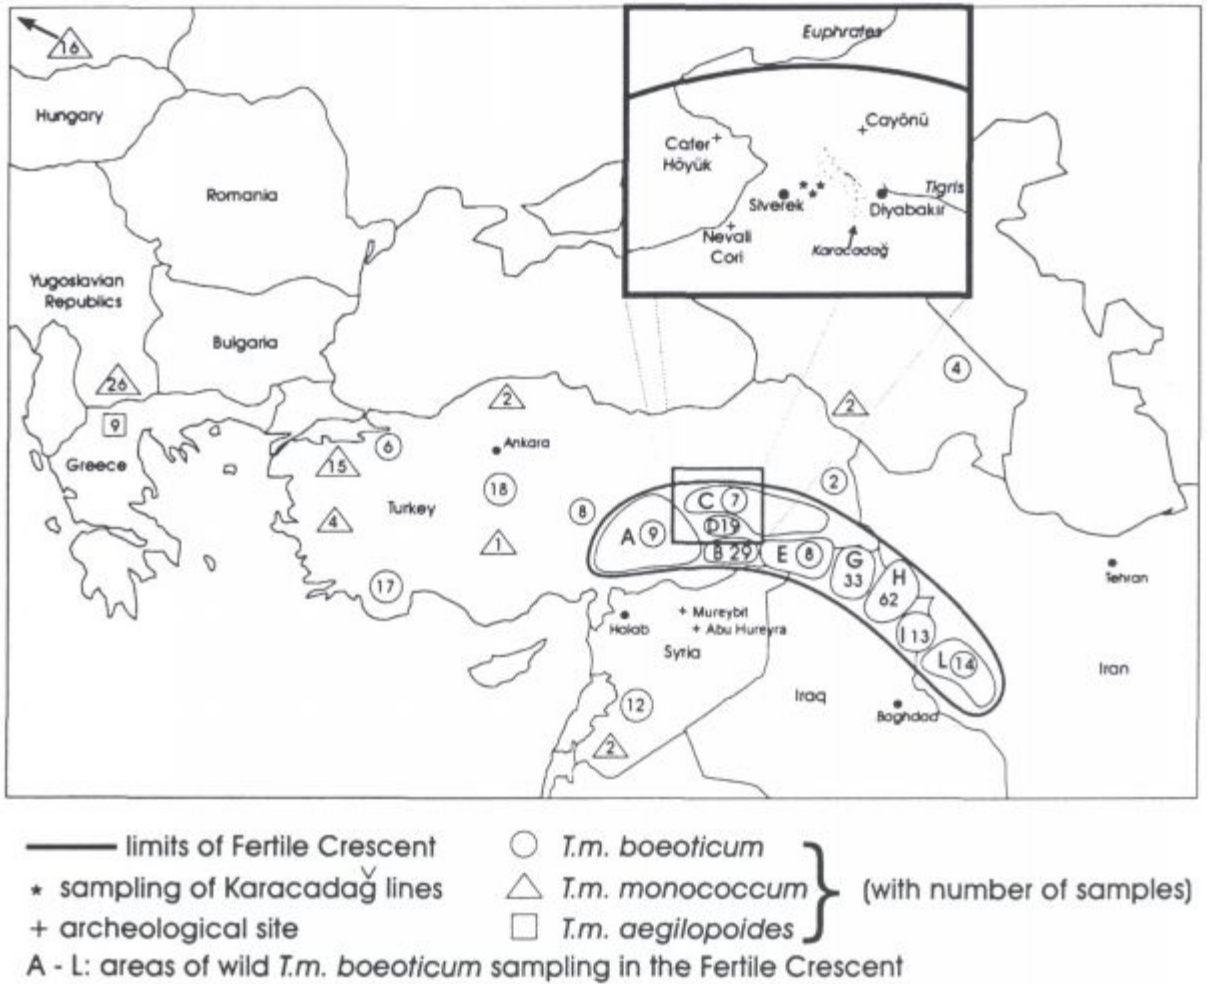 16
Hungary
Romania
Yugoslavian
Republics
Bulgaria
26
9
Greece
Euphrates
Cayönü
Cafer
Höyük
Tigris
Siverek
Diyabakır
Nevali
Cori
Karacadağ
4
2
2
6
Ankara
15
18
Turkey
4
1
17
8
2
A 9
C 7
D 19
B 29
E 8
G
33
H
62
I 13
L 14
Tehran
Halab
Mureybit
Abu Hureyra
Syria
Iran
Iraq
12
Baghdad
2
limits of Fertile Crescent
* sampling of Karacadağ lines
+ archeological site
T.m. boeoticum
T.m. monococcum
T.m. aegilopoides
(with number of samples)
A - L: areas of wild T.m. boeoticum sampling in the Fertile Crescent